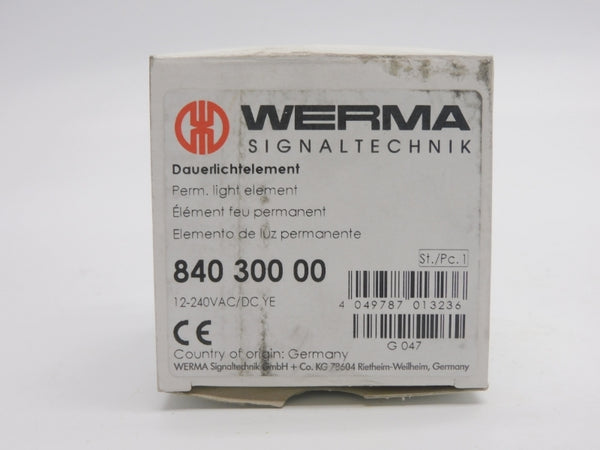 WERMA
SIGNALTECHNIK
Dauerlichtelement
Perm. light element
Élément feu permanent
Elemento de luz permanente
840 300 00
St./Pc. 1
12-240VAC/DC YE
4 049787 013236
CE
G 047
Country of origin: Germany
WERMA Signaltechnik GmbH + Co. KG 78604 Rietheim-Weilheim, Germany